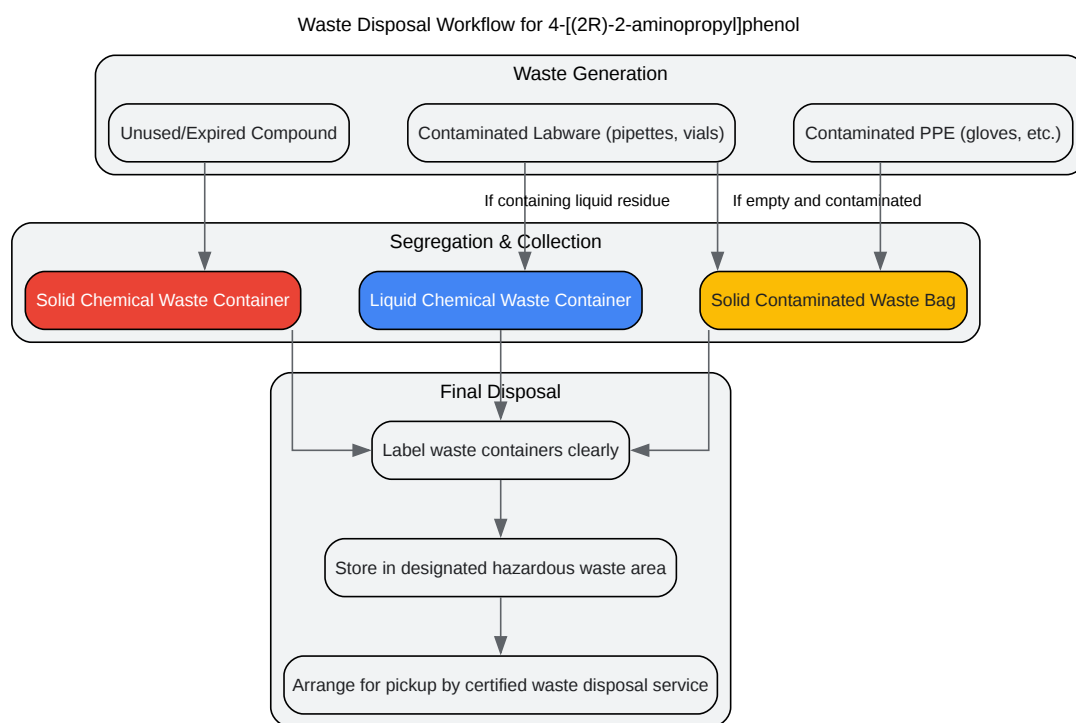 Waste Disposal Workflow for 4-[(2R)-2-aminopropyl]phenol
Waste Generation
Unused/Expired Compound
Contaminated Labware (pipettes, vials)
Contaminated PPE (gloves, etc.)
If containing liquid residue
If empty and contaminated
Segregation & Collection
Solid Chemical Waste Container
Liquid Chemical Waste Container
Solid Contaminated Waste Bag
Final Disposal
Label waste containers clearly
Store in designated hazardous waste area
Arrange for pickup by certified waste disposal service